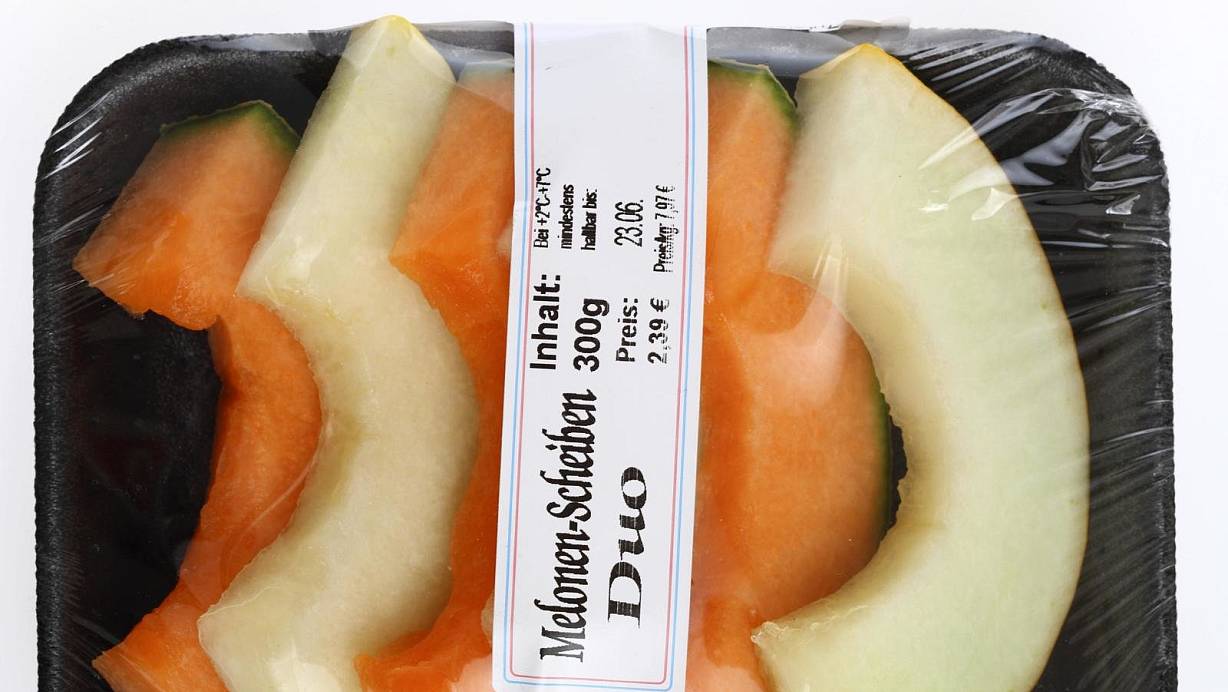 Melonen-Scheiben
Duo
Inhalt:
300g
Preis:
2,39 €
Bei +2°C-+7°C
mindestens
haltbar bis:
23.06.
Preis/kg: 7,97 €